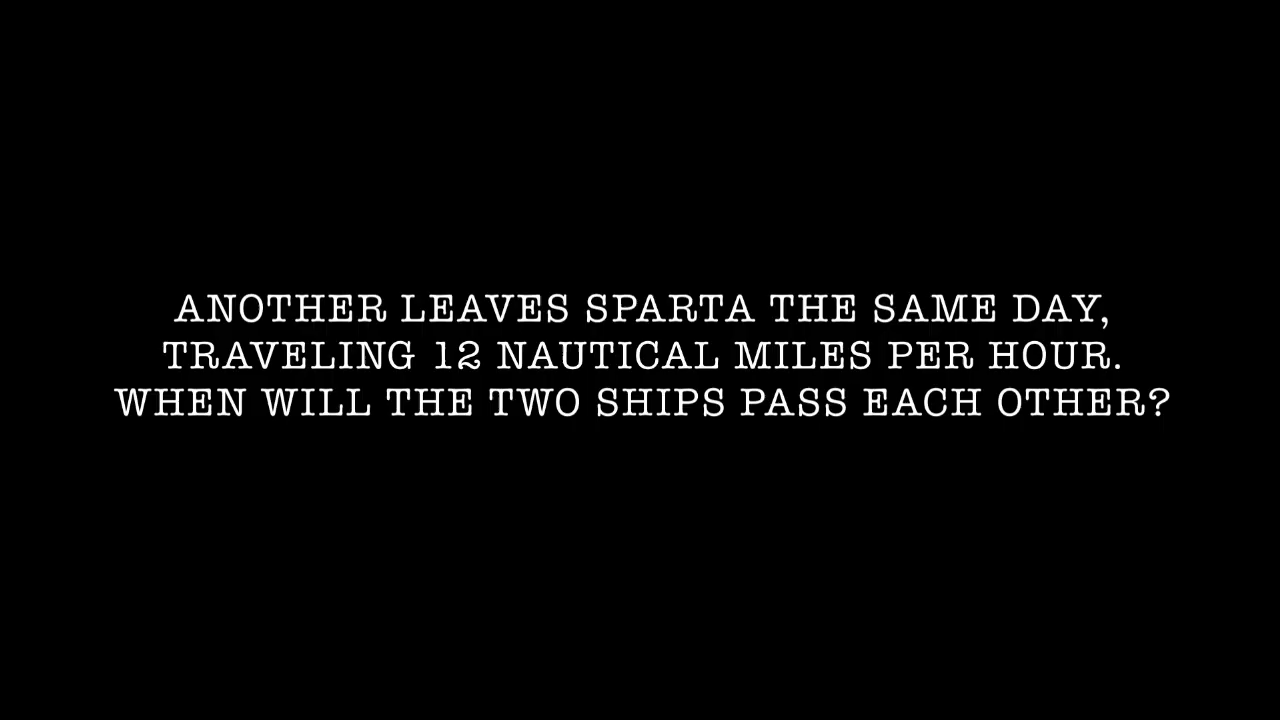 ANOTHER LEAVES SPARTA THE SAME DAY,
TRAVELING 12 NAUTICAL MILES PER HOUR.
WHEN WILL THE TWO SHIPS PASS EACH OTHER?